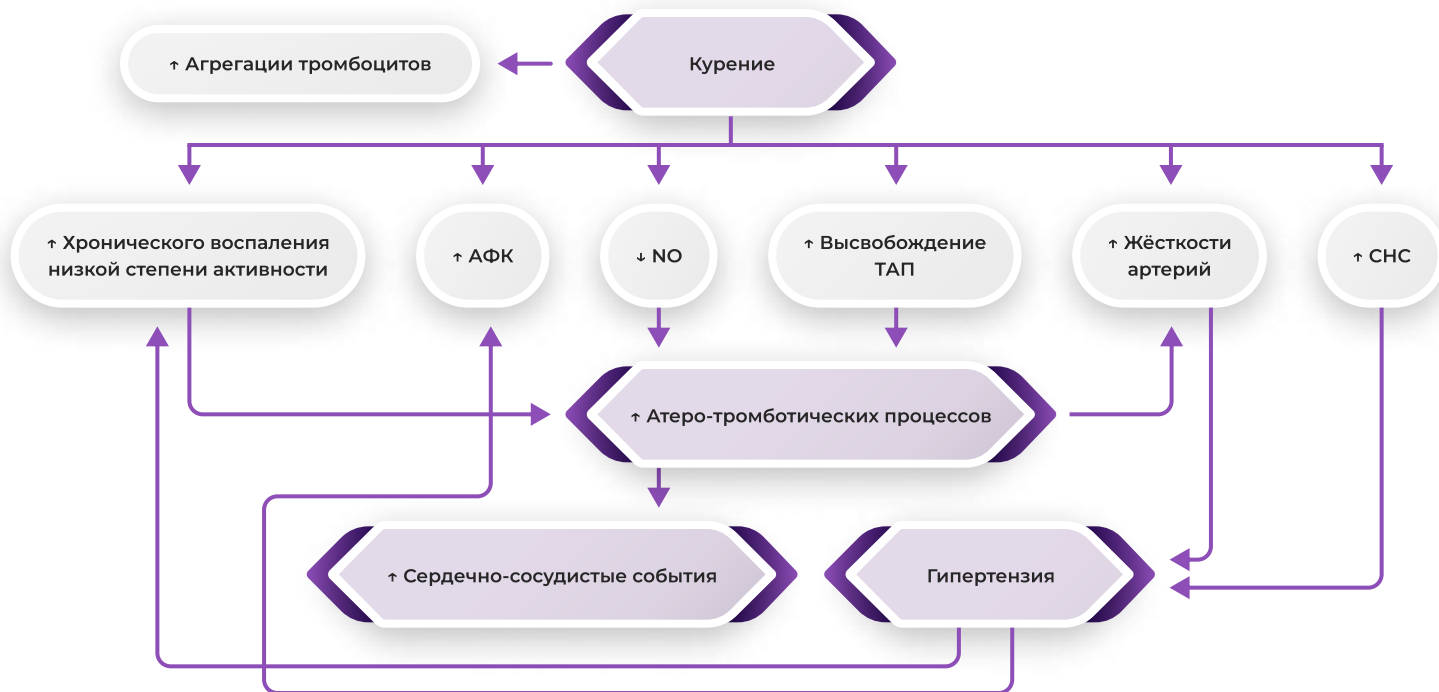 ↑ Агрегации тромбоцитов
Курение
↑ Хронического воспаления
низкой степени активности
↑ АФК
↓ NO
↑ Высвобождение
ТАП
↑ Жёсткости
артерий
↑ СНС
↑ Атеро-тромботических процессов
↑ Сердечно-сосудистые события
Гипертензия